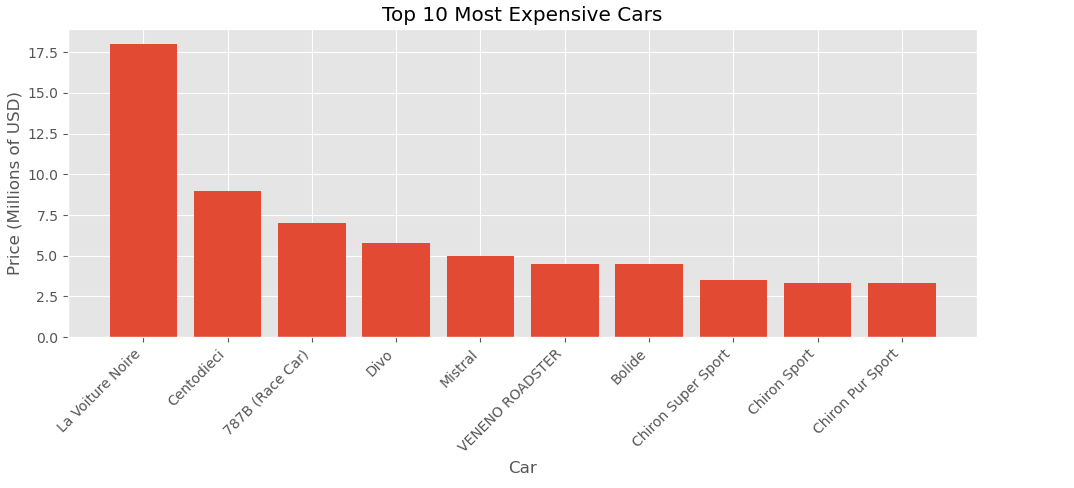 Top 10 Most Expensive Cars
Price (Millions of USD)
17.5
15.0
12.5
10.0
7.5
5.0
2.5
0.0
La Voiture Noire
Centodieci
787B (Race Car)
Divo
Mistral
VENENO ROADSTER
Bolide
Chiron Super Sport
Chiron Sport
Chiron Pur Sport
Car